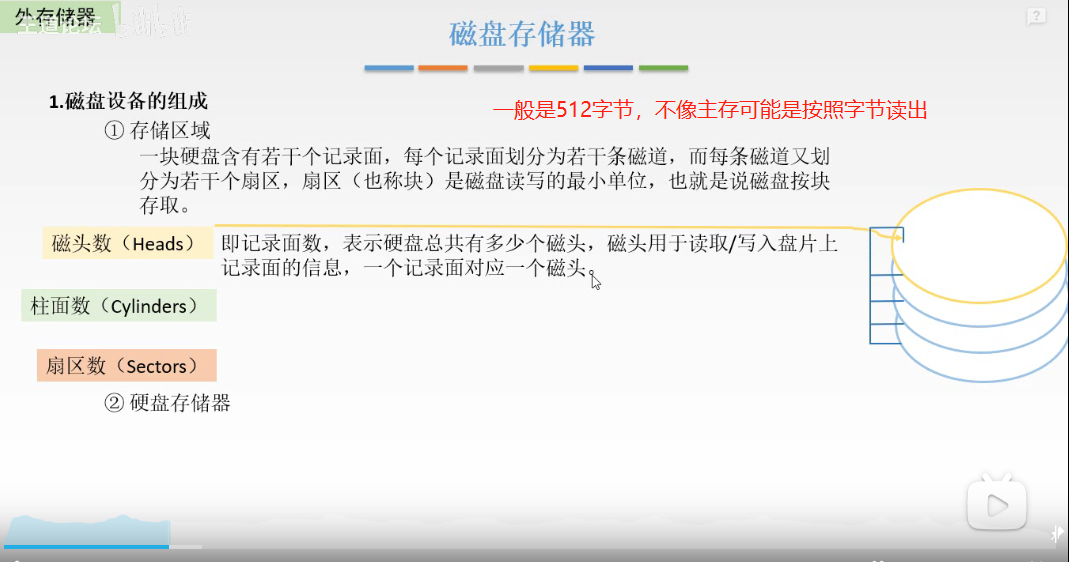 外存储器
王道论坛
bilibili
磁盘存储器
1.磁盘设备的组成
一般是512字节，不像主存可能是按照字节读出
① 存储区域
一块硬盘含有若干个记录面，每个记录面划分为若干条磁道，而每条磁道又划
分为若干个扇区，扇区（也称块）是磁盘读写的最小单位，也就是说磁盘按块
存取。
磁头数（Heads）
即记录面数，表示硬盘总共有多少个磁头，磁头用于读取/写入盘片上
记录面的信息，一个记录面对应一个磁头。
柱面数（Cylinders）
扇区数（Sectors）
② 硬盘存储器